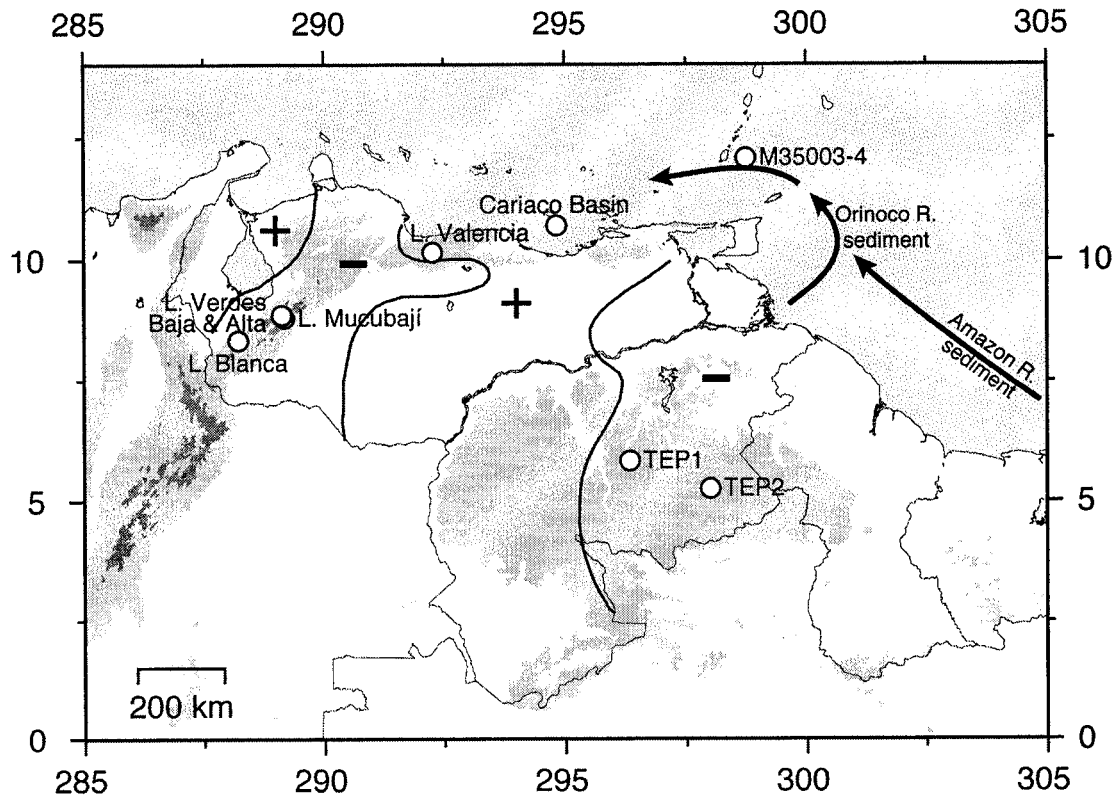 285 290 295 300 305
M35003-4
Cariaco Basin
Orinoco R.
sediment
L. Valencia
+
10
10
−
+
L. Verdes
Baja & Alta
L. Mucubají
L. Blanca
Amazon R.
sediment
−
TEP1
TEP2
5
5
200 km
0
0
285 290 295 300 305